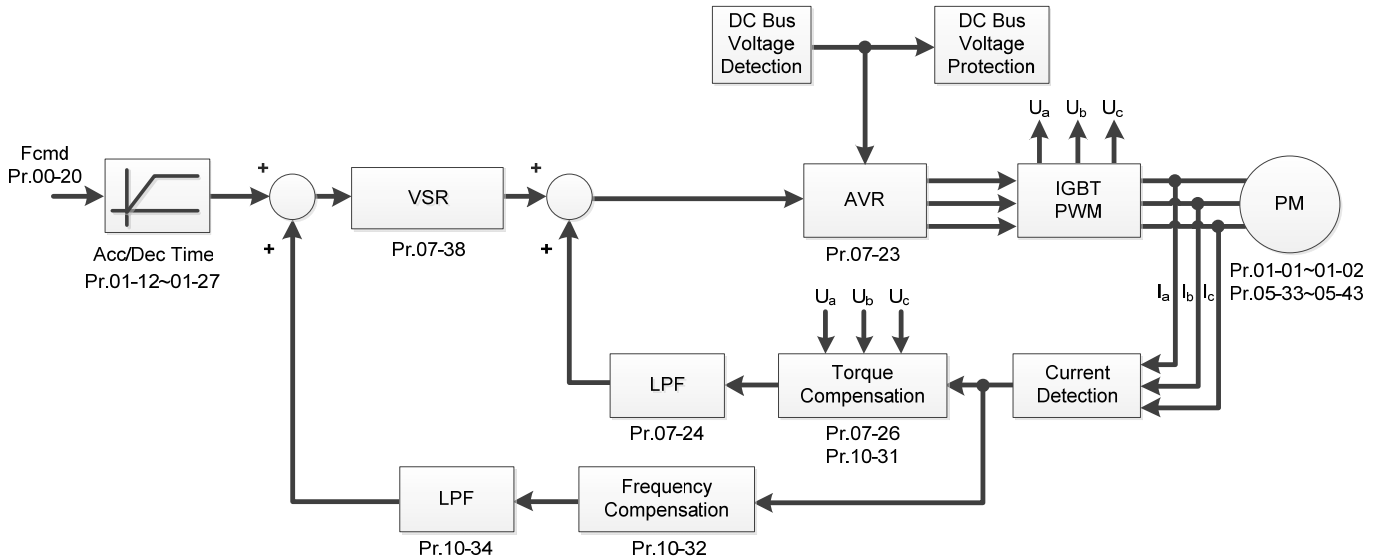 DC Bus
Voltage
Detection
DC Bus
Voltage
Protection
Ua Ub Uc
Fcmd
Pr.00-20
+
VSR
+
AVR
IGBT
PWM
PM
+
+
Acc/Dec Time
Pr.01-12~01-27
Pr.07-38
Pr.07-23
Pr.01-01~01-02
Pr.05-33~05-43
Ia Ib Ic
Ua Ub Uc
LPF
Torque
Compensation
Current
Detection
Pr.07-24
Pr.07-26
Pr.10-31
LPF
Frequency
Compensation
Pr.10-34
Pr.10-32